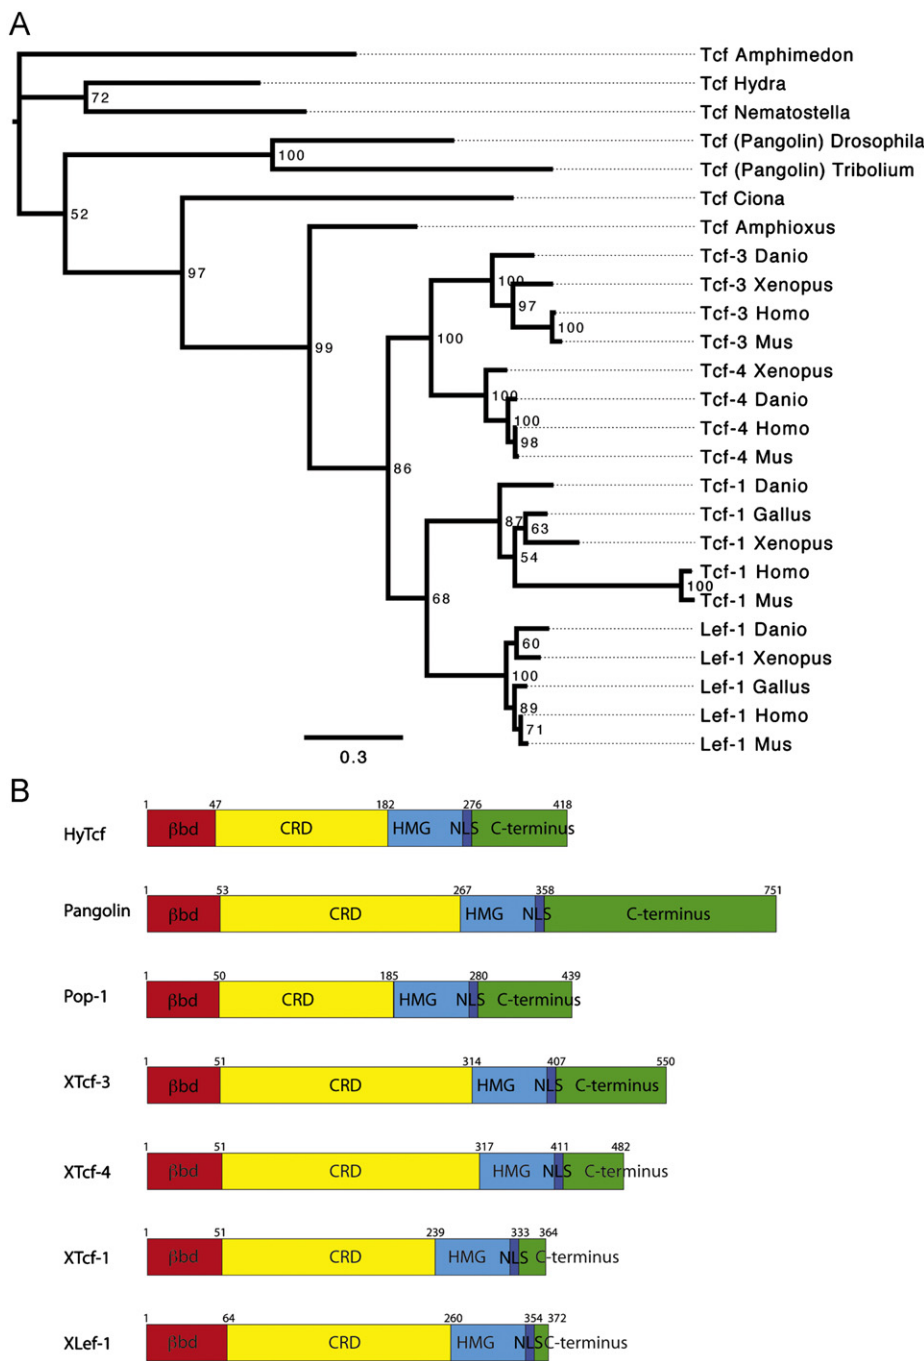 A
Tcf Amphimedon
Tcf Hydra
72
Tcf Nematostella
Tcf (Pangolin) Drosophila
100
Tcf (Pangolin) Tribolium
Tcf Ciona
52
Tcf Amphioxus
Tcf-3 Danio
97
100
Tcf-3 Xenopus
97
Tcf-3 Homo
100
Tcf-3 Mus
99
100
Tcf-4 Xenopus
100
Tcf-4 Danio
100
Tcf-4 Homo
98
Tcf-4 Mus
86
Tcf-1 Danio
Tcf-1 Gallus
87
63
Tcf-1 Xenopus
54
Tcf-1 Homo
100
Tcf-1 Mus
68
Lef-1 Danio
60
Lef-1 Xenopus
100
Lef-1 Gallus
89
Lef-1 Homo
71
Lef-1 Mus
0.3
B
1 47 182 276 418
HyTcf βbd CRD HMG NLS C-terminus
1 53 267 358 751
Pangolin βbd CRD HMG NLS C-terminus
1 50 185 280 439
Pop-1 βbd CRD HMG NLS C-terminus
1 51 314 407 550
XTcf-3 βbd CRD HMG NLS C-terminus
1 51 317 411 482
XTcf-4 βbd CRD HMG NLS C-terminus
1 51 239 333 364
XTcf-1 βbd CRD HMG NLS C-terminus
1 64 260 354 372
XLef-1 βbd CRD HMG NLS C-terminus